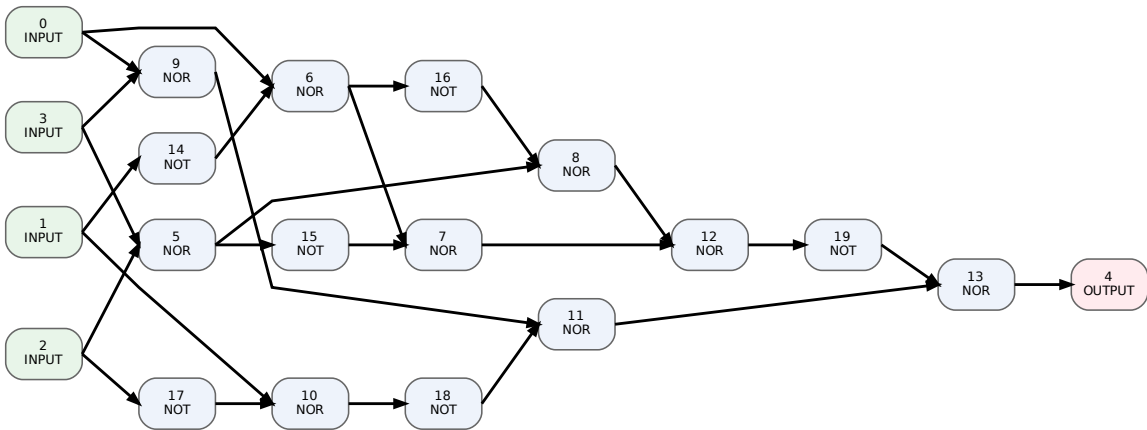 0
INPUT
9
NOR
6
NOR
16
NOT
3
INPUT
14
NOT
8
NOR
1
INPUT
5
NOR
15
NOT
7
NOR
12
NOR
19
NOT
13
NOR
4
OUTPUT
11
NOR
2
INPUT
17
NOT
10
NOR
18
NOT